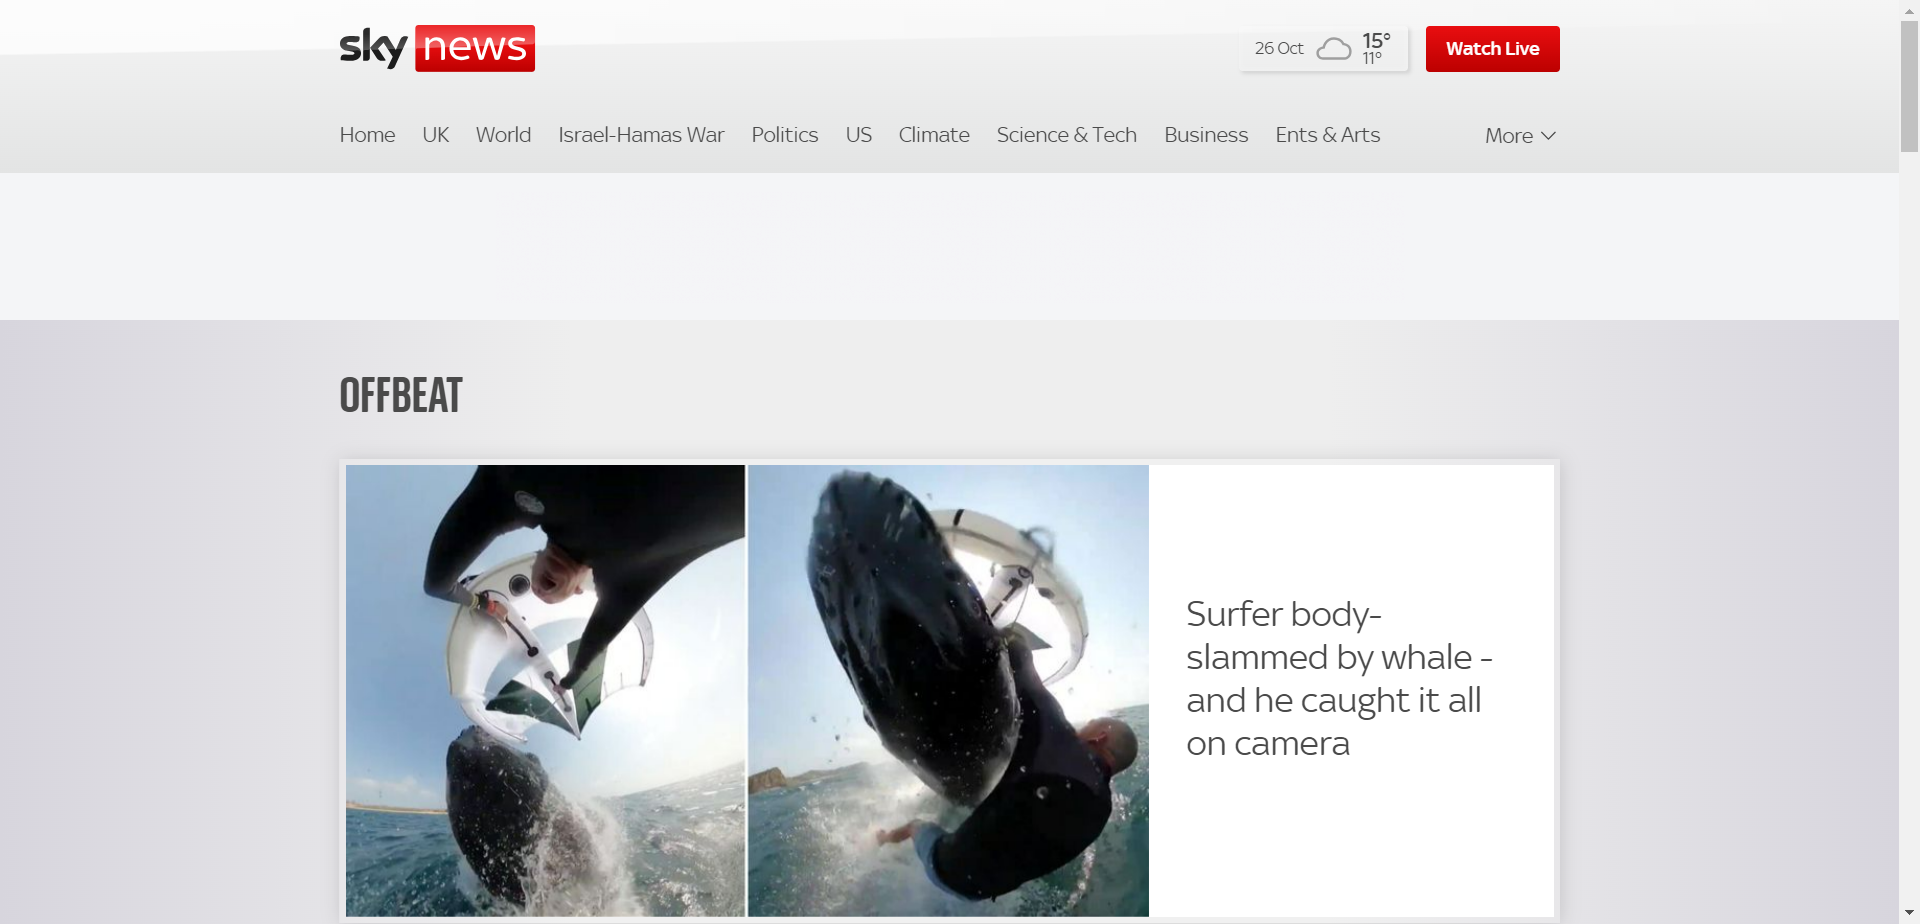 sky news
26 Oct
15°
11°
Watch Live
Home UK World Israel-Hamas War Politics US Climate Science & Tech Business Ents & Arts More
OFFBEAT
Surfer body-
slammed by whale -
and he caught it all
on camera